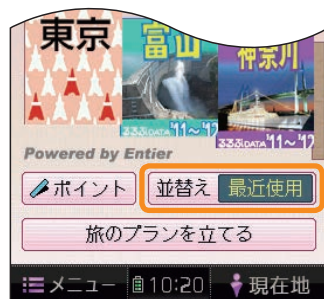 東京
富山
神奈川
るるぶDATA '11~'12
るるぶDATA '11~'12
Powered by Entier
ポイント
並替え 最近使用
旅のプランを立てる
メニュー 10:20 現在地